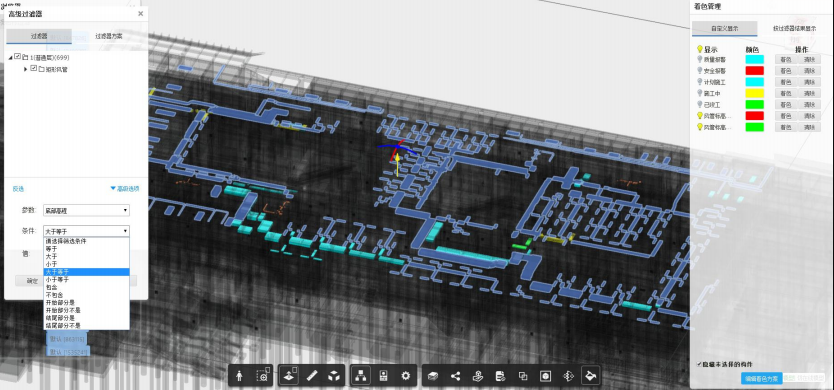 高级过滤器 ×
过滤器 过滤器方案
1(普通层)(699)
矩形风管
反选 ▼高级选项
参数: 底部高程
条件: 大于等于
请选择筛选条件
等于
大于
小于
值:
大于等于
小于等于
确定
包含
不包含
开始部分是
开始部分不是
结尾部分是
结尾部分不是
着色管理
自定义显示 按过滤器结果显示
显示 颜色 操作
质量报警 着色 清除
安全报警 着色 清除
计划施工 着色 清除
施工中 着色 清除
已竣工 着色 清除
风管标高... 着色 清除
风管标高... 着色 清除
隐藏未选择的构件
编辑着色方案